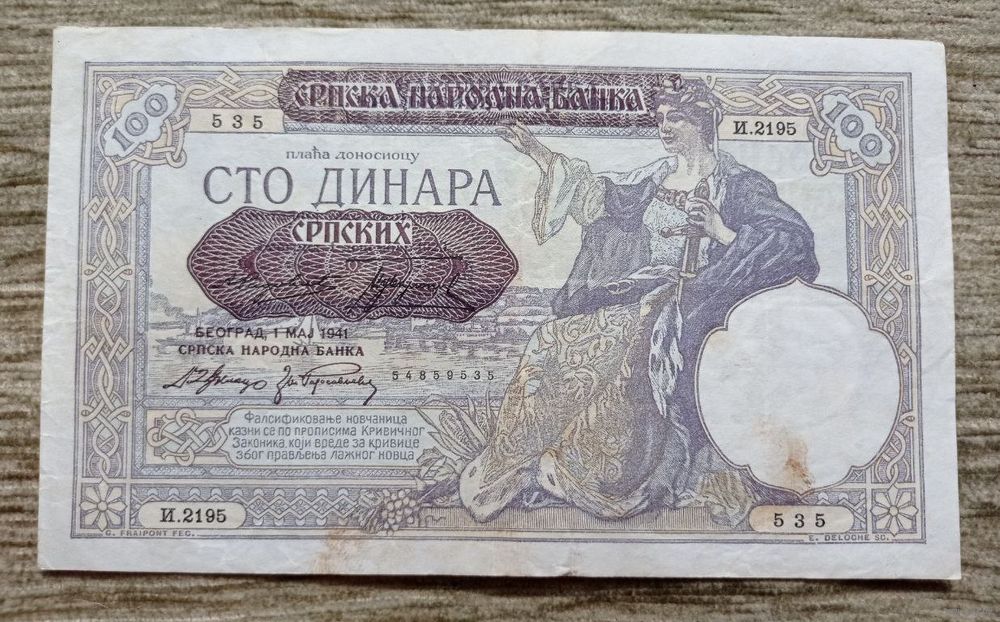 СРПСКА НАРОДНА БАНКА
100
535
И.2195
100
плаћа доносиоцу
СТО ДИНАРА
СРПСКИХ
БЕОГРАД, 1 МАЈ 1941
СРПСКА НАРОДНА БАНКА
54859535
Фалсификовање новчаница
казни се по прописима Кривичног
Законика, који вреде за кривице
због прављења лажног новца
И.2195
535
G. FRAIPONT FEC.
E. DELOCHE SC.